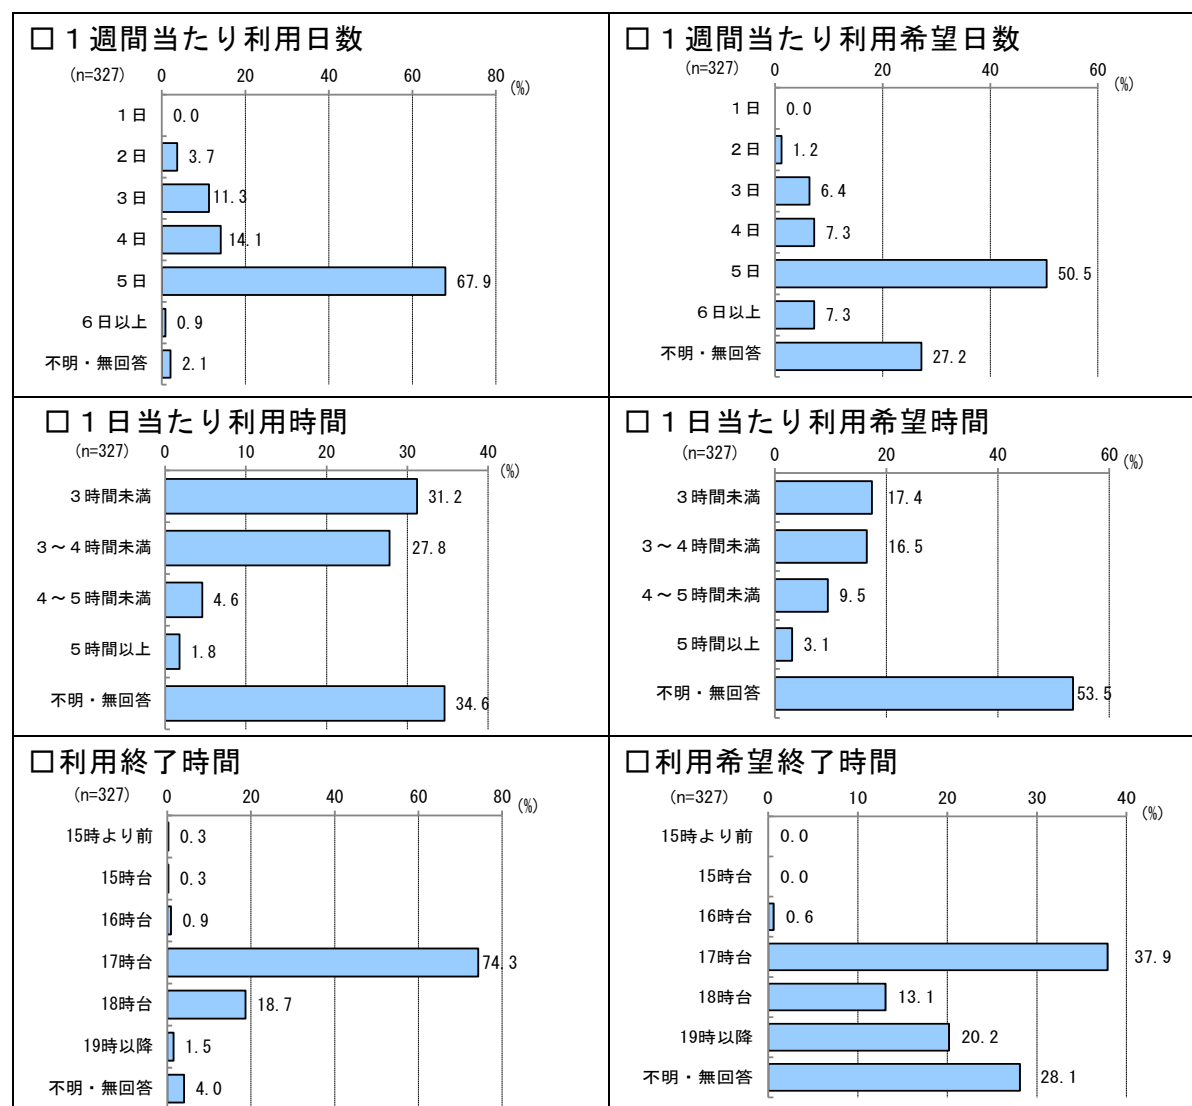 □１週間当たり利用日数
(n=327) 0 20 40 60 80 (%)
1日 0.0
2日 3.7
3日 11.3
4日 14.1
5日 67.9
6日以上 0.9
不明・無回答 2.1
□１週間当たり利用希望日数
(n=327) 0 20 40 60 (%)
1日 0.0
2日 1.2
3日 6.4
4日 7.3
5日 50.5
6日以上 7.3
不明・無回答 27.2
□１日当たり利用時間
(n=327) 0 10 20 30 40 (%)
3時間未満 31.2
3～4時間未満 27.8
4～5時間未満 4.6
5時間以上 1.8
不明・無回答 34.6
□１日当たり利用希望時間
(n=327) 0 20 40 60 (%)
3時間未満 17.4
3～4時間未満 16.5
4～5時間未満 9.5
5時間以上 3.1
不明・無回答 53.5
□利用終了時間
(n=327) 0 20 40 60 80 (%)
15時より前 0.3
15時台 0.3
16時台 0.9
17時台 74.3
18時台 18.7
19時以降 1.5
不明・無回答 4.0
□利用希望終了時間
(n=327) 0 10 20 30 40 (%)
15時より前 0.0
15時台 0.0
16時台 0.6
17時台 37.9
18時台 13.1
19時以降 20.2
不明・無回答 28.1